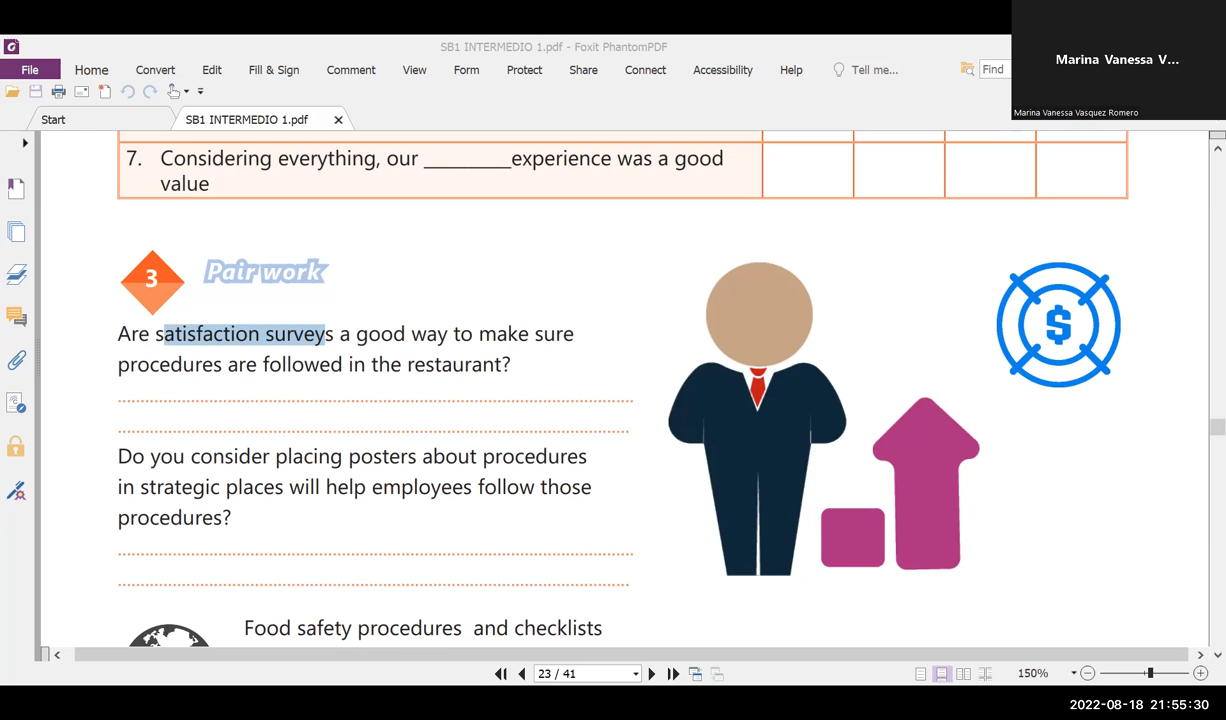 SB1 INTERMEDIO 1.pdf - Foxit PhantomPDF
Marina Vanessa V...
Marina Vanessa Vasquez Romero
File Home Convert Edit Fill & Sign Comment View Form Protect Share Connect Accessibility Help Tell me... Find
Start SB1 INTERMEDIO 1.pdf
7. Considering everything, our ________experience was a good
value
3 Pair work
Are satisfaction surveys a good way to make sure
procedures are followed in the restaurant?
Do you consider placing posters about procedures
in strategic places will help employees follow those
procedures?
$
Food safety procedures and checklists
23 / 41 150%
2022-08-18 21:55:30